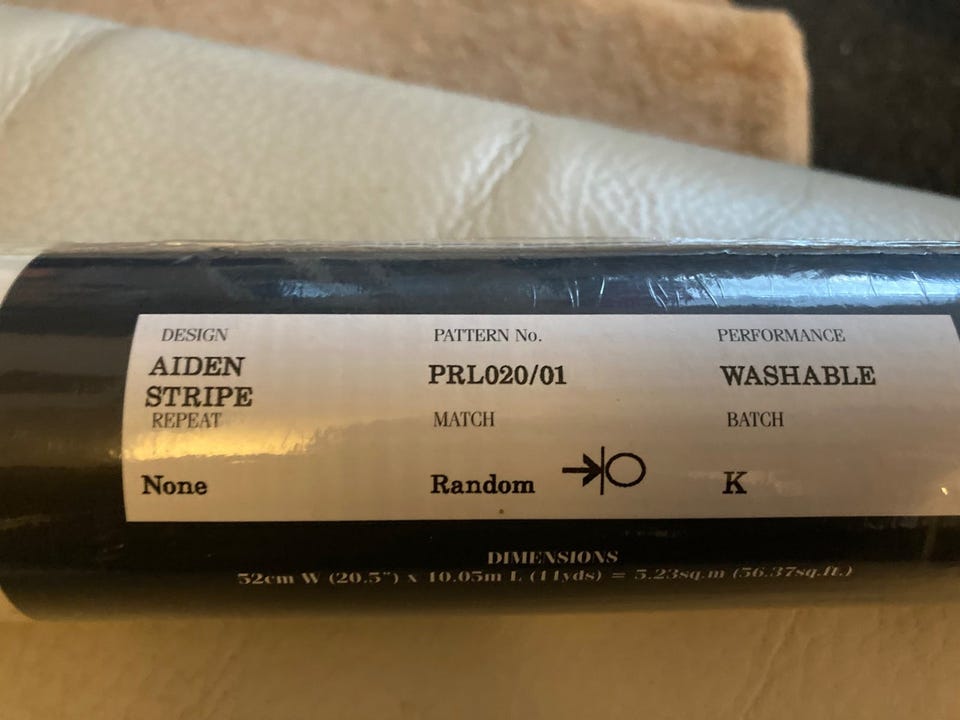 DESIGN PATTERN No. PERFORMANCE
AIDEN
STRIPE
PRL020/01 WASHABLE
REPEAT MATCH BATCH
None Random K
DIMENSIONS
52cm W (20.5") x 10.05m L (11yds) = 5.23sq.m (56.37sq.ft.)